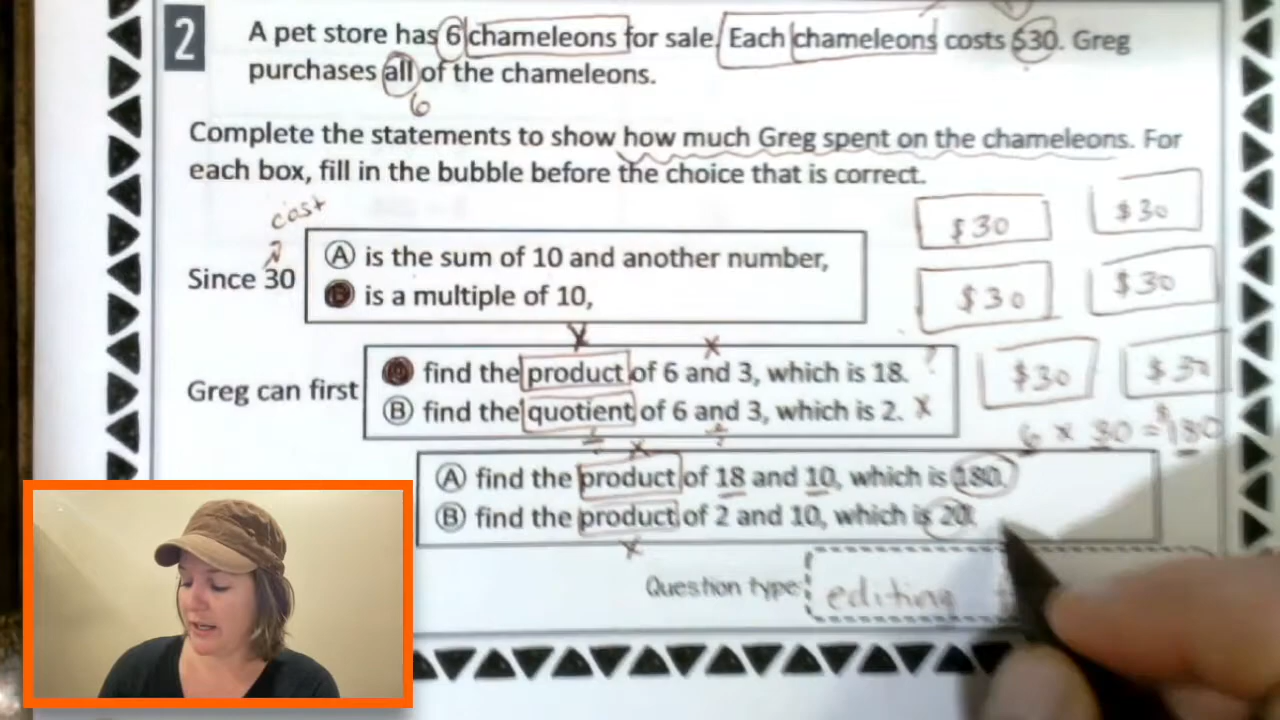 2
A pet store has 6 chameleons for sale. Each chameleons costs $30. Greg
purchases all of the chameleons.
6
Complete the statements to show how much Greg spent on the chameleons. For
each box, fill in the bubble before the choice that is correct.
cost
$30 $30
Since 30
A is the sum of 10 and another number,
is a multiple of 10,
$30 $30
x x ?
Greg can first
find the product of 6 and 3, which is 18.
B find the quotient of 6 and 3, which is 2. x
$30 $30
÷ ÷
6 x 30 = $180
x
A find the product of 18 and 10, which is 180.
B find the product of 2 and 10, which is 20.
x
Question type: editing